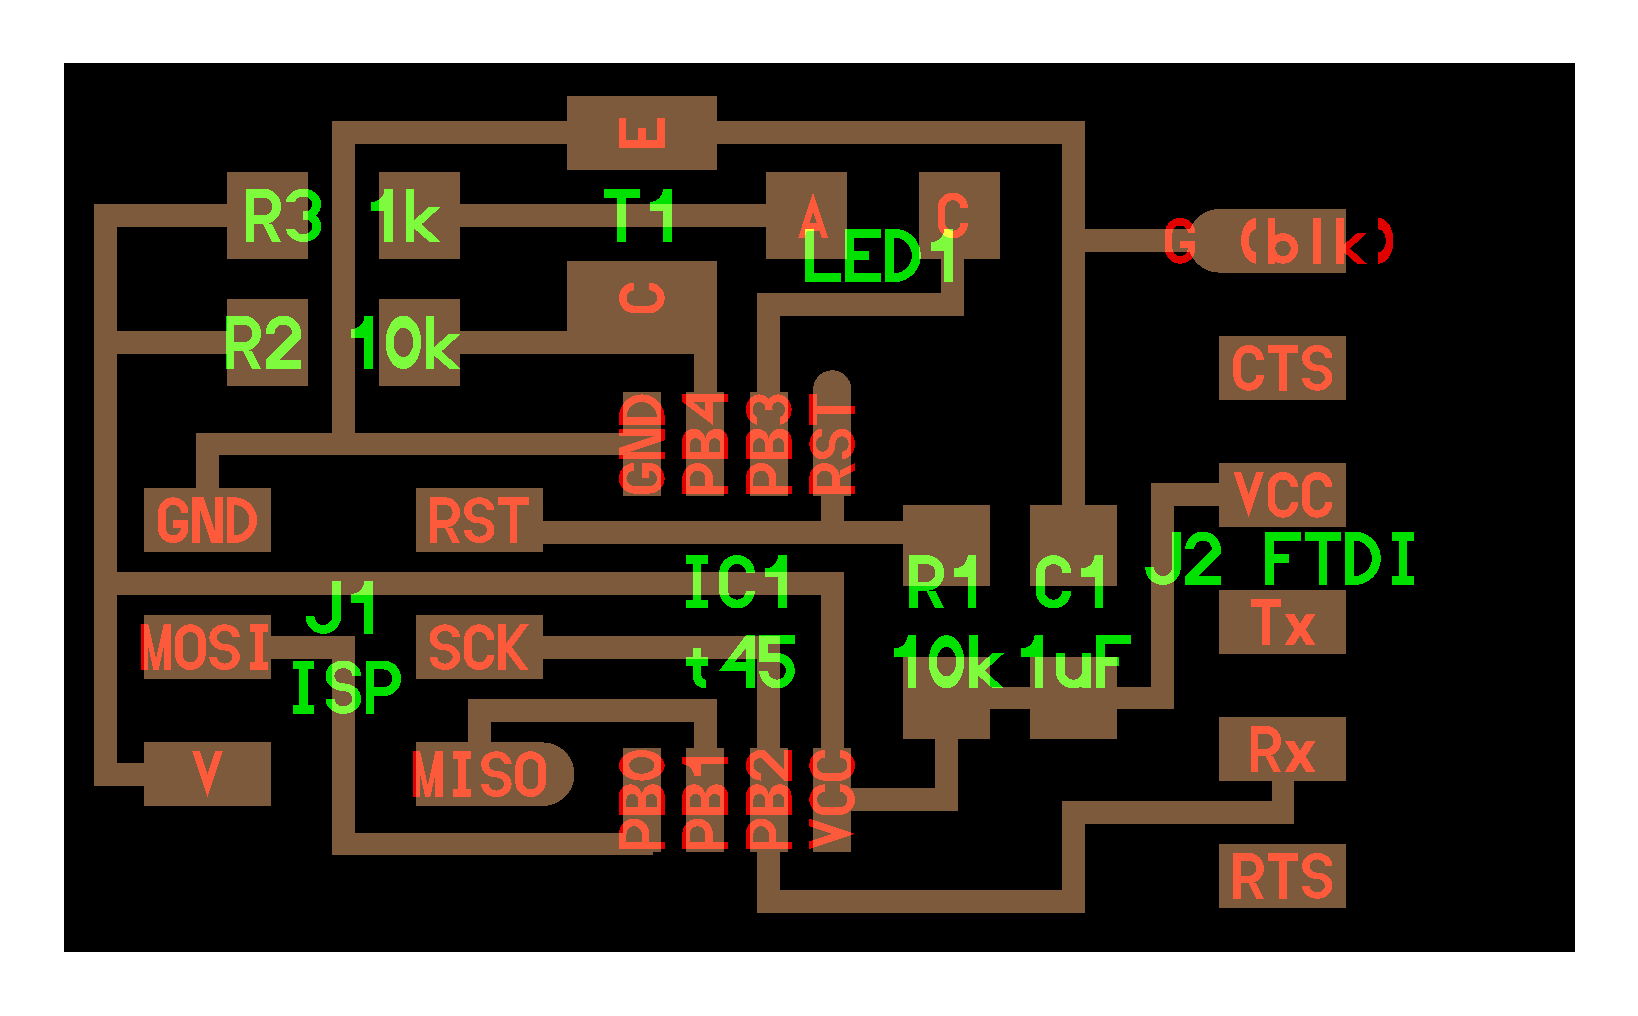 E
R3 1k T1 A C
LED1
G (blk)
C
R2 10k
CTS
GND PB4 PB3 RST
VCC
GND RST
J2 FTDI
IC1 R1 C1
J1
Tx
MOSI SCK
t45 10k 1uF
ISP
Rx
V MISO
PB0 PB1 PB2 VCC
RTS